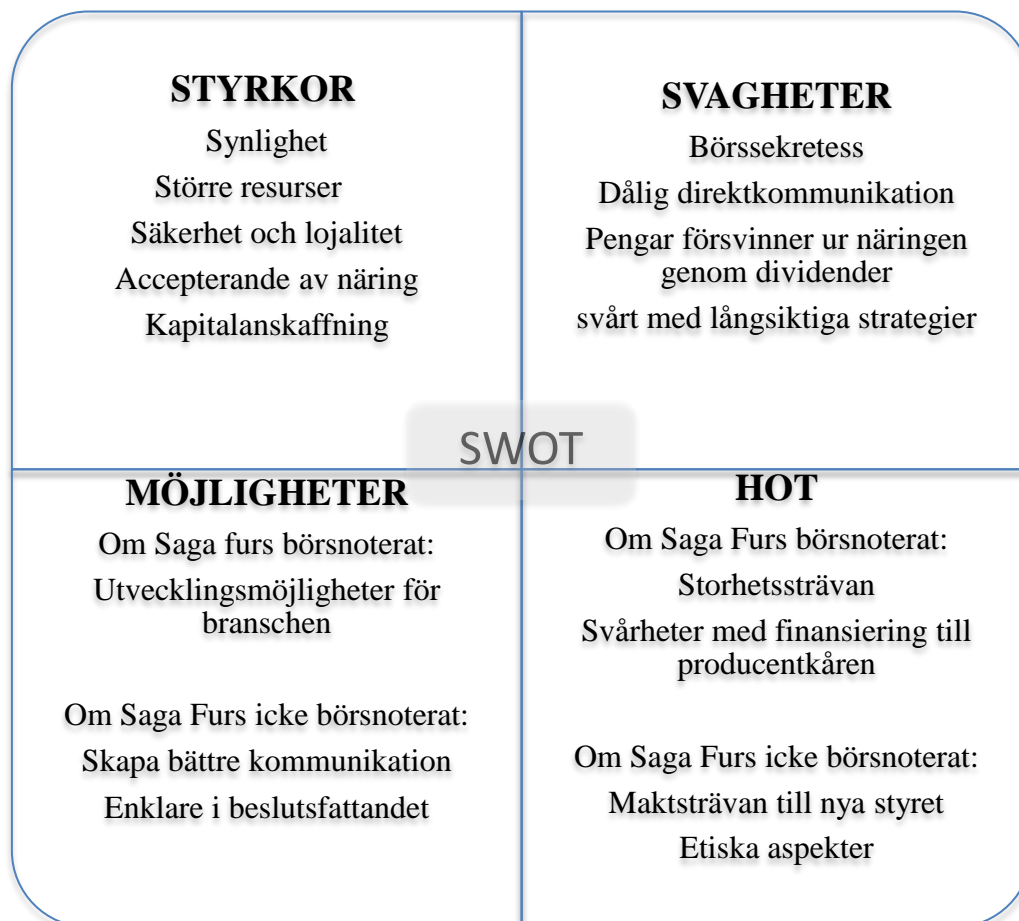 STYRKOR
Synlighet
Större resurser
Säkerhet och lojalitet
Accepterande av näring
Kapitalanskaffning
SVAGHETER
Börssekretess
Dålig direktkommunikation
Pengar försvinner ur näringen
genom dividender
svårt med långsiktiga strategier
SWOT
MÖJLIGHETER
Om Saga furs börsnoterat:
Utvecklingsmöjligheter för
branschen
Om Saga Furs icke börsnoterat:
Skapa bättre kommunikation
Enklare i beslutsfattandet
HOT
Om Saga Furs börsnoterat:
Storhetssträvan
Svårheter med finansiering till
producentkåren
Om Saga Furs icke börsnoterat:
Maktsträvan till nya styret
Etiska aspekter